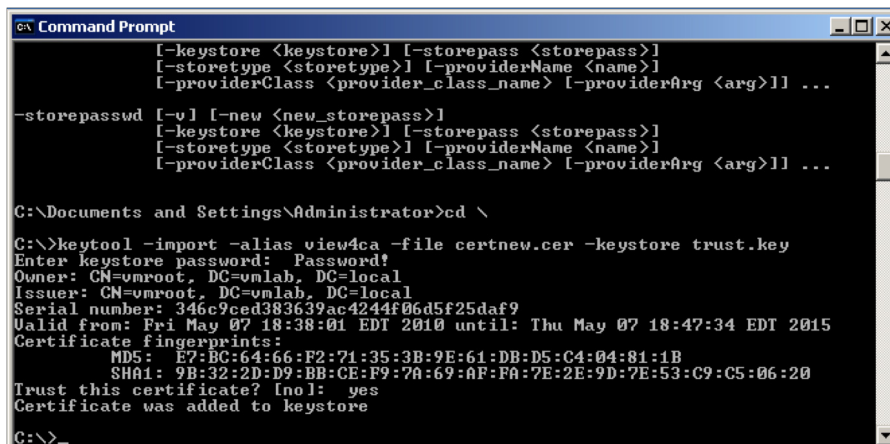 Command Prompt
[-keystore <keystore>] [-storepass <storepass>]
[-storetype <storetype>] [-providerName <name>]
[-providerClass <provider_class_name> [-providerArg <arg>]] ...
-storepasswd [-v] [-new <new_storepass>]
[-keystore <keystore>] [-storepass <storepass>]
[-storetype <storetype>] [-providerName <name>]
[-providerClass <provider_class_name> [-providerArg <arg>]] ...
C:\Documents and Settings\Administrator>cd \
C:\>keytool -import -alias view4ca -file certnew.cer -keystore trust.key
Enter keystore password:  Password!
Owner: CN=vmroot, DC=vmlab, DC=local
Issuer: CN=vmroot, DC=vmlab, DC=local
Serial number: 346c9ced383639ac4244f06d5f25daf9
Valid from: Fri May 07 18:38:01 EDT 2010 until: Thu May 07 18:47:34 EDT 2015
Certificate fingerprints:
MD5:  E7:BC:64:66:F2:71:35:3B:9E:61:DB:D5:C4:04:81:1B
SHA1: 9B:32:2D:D9:BB:CE:F9:7A:69:AF:FA:7E:2E:9D:7E:53:C9:C5:06:20
Trust this certificate? [no]:  yes
Certificate was added to keystore
C:\>_